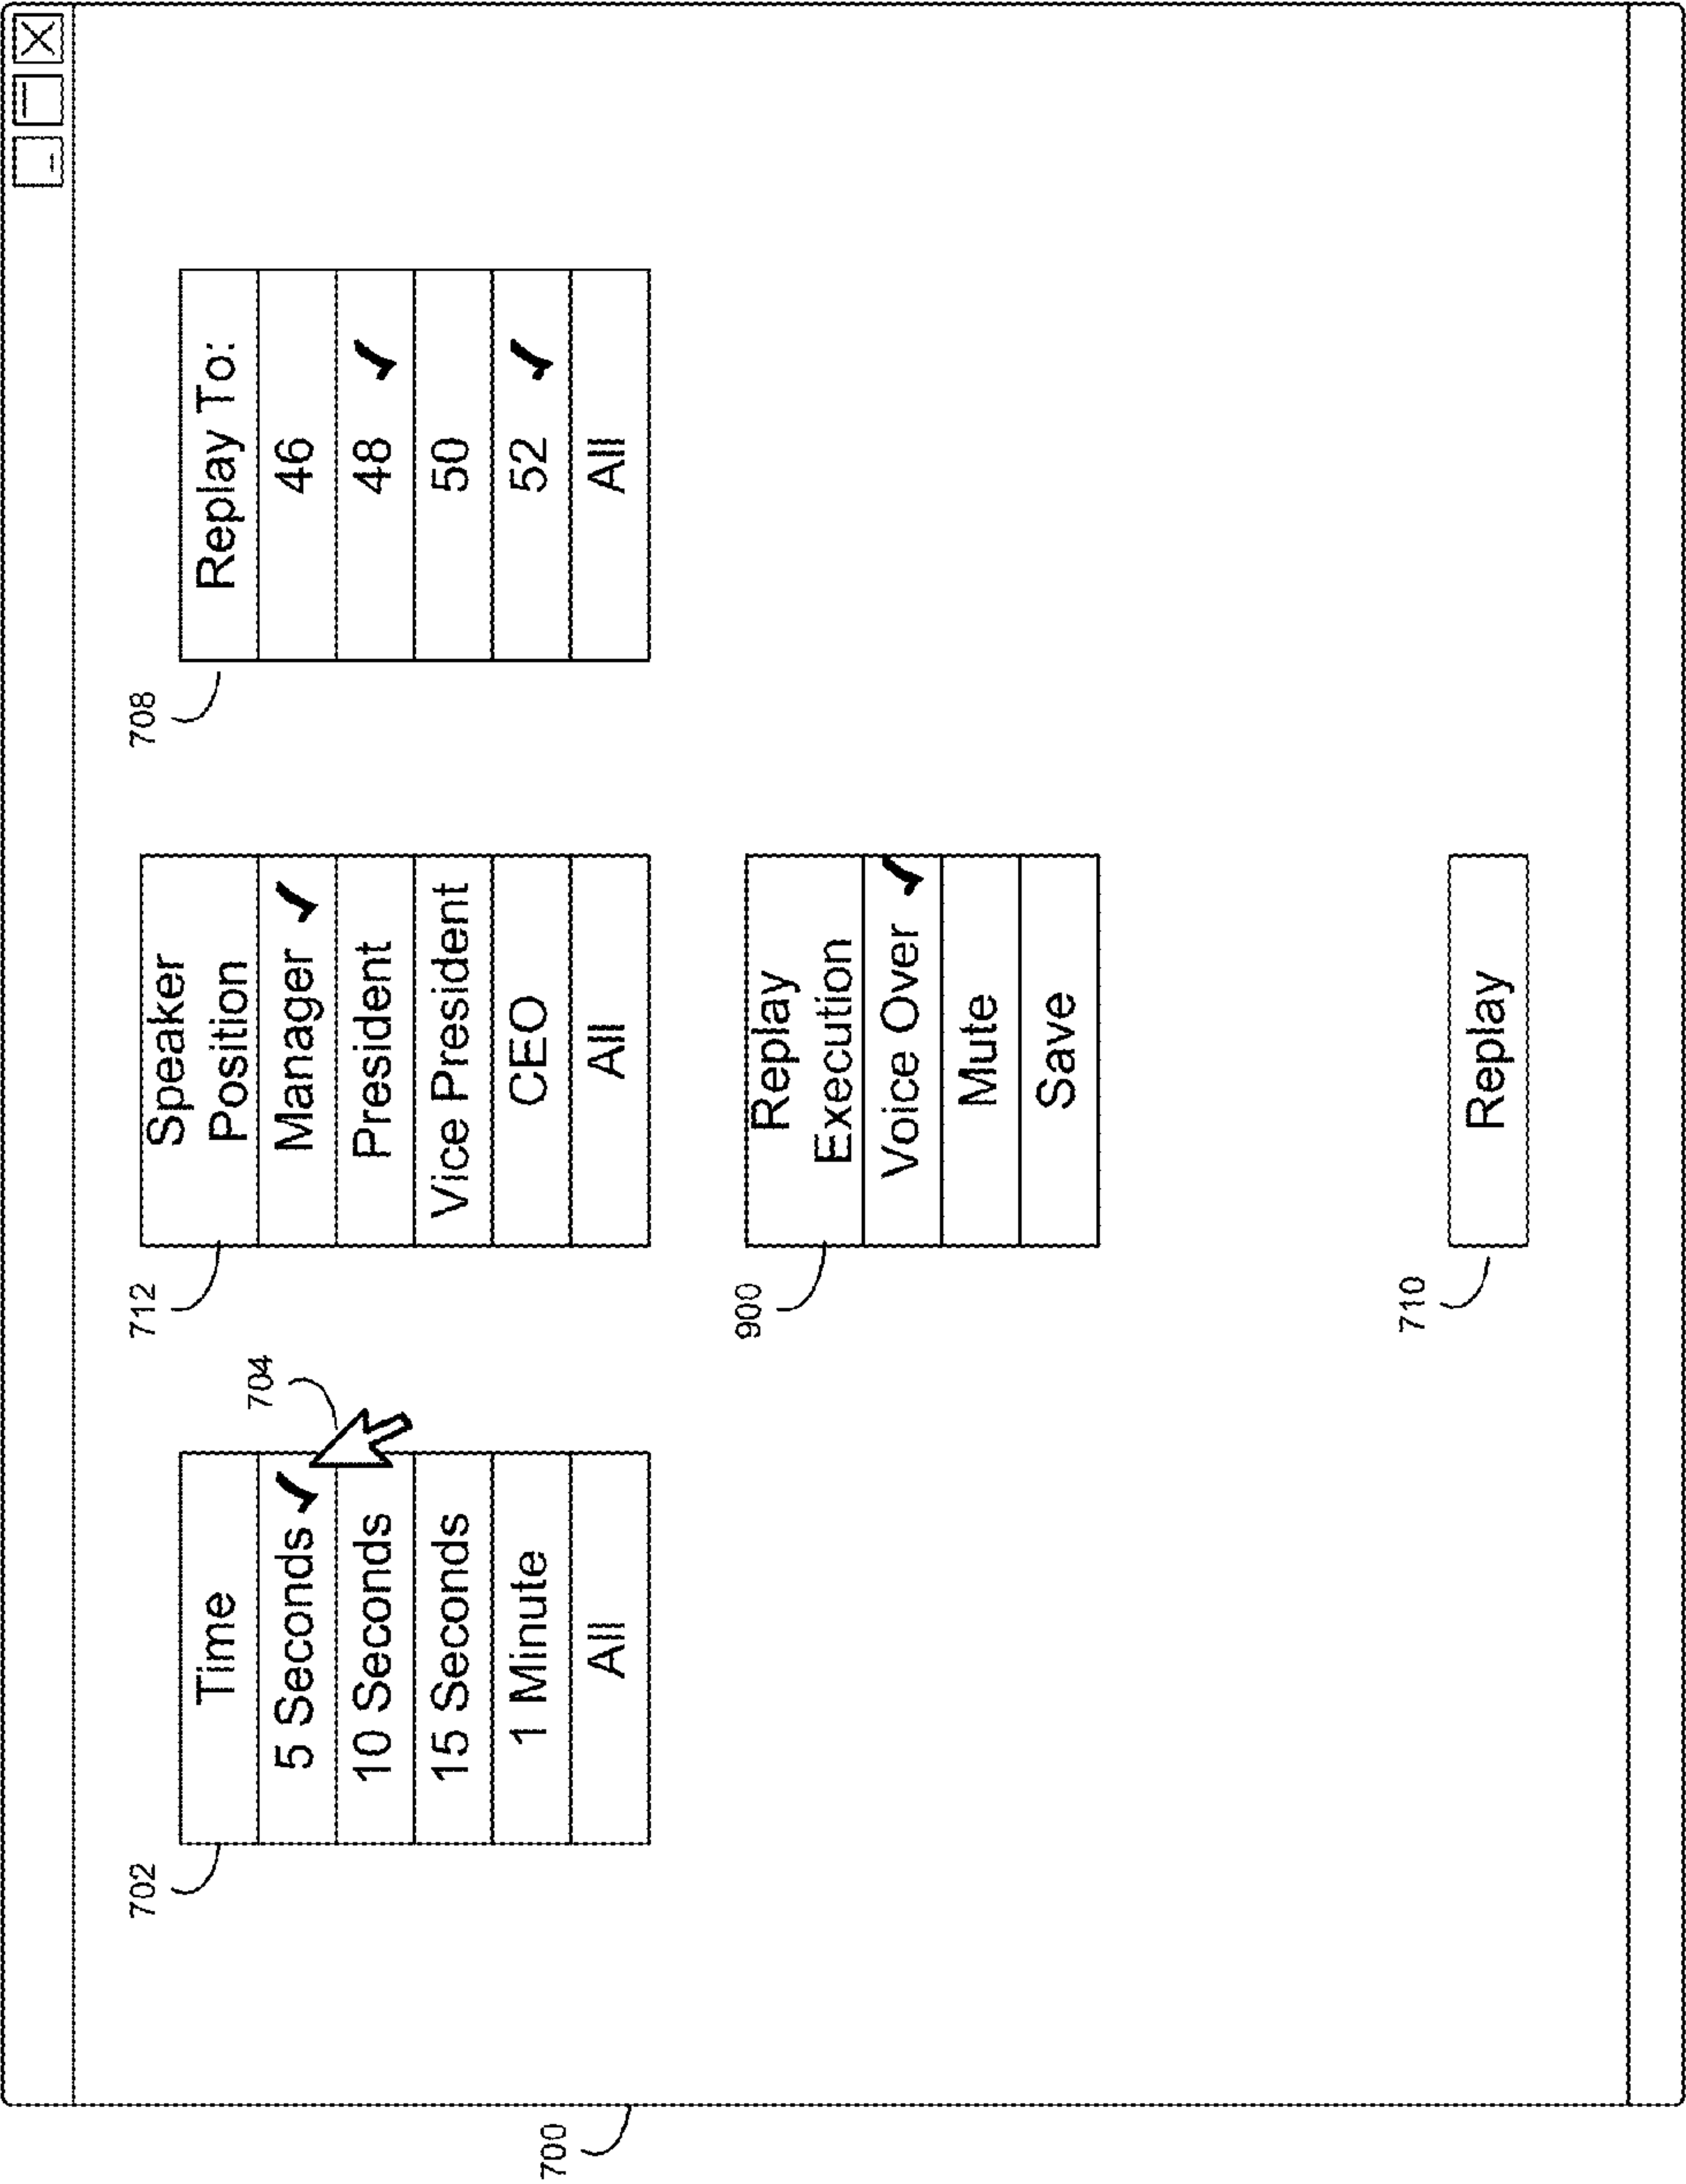 702
Time
5 Seconds ✓
10 Seconds
15 Seconds
1 Minute
All
704
712
Speaker
Position
Manager ✓
President
Vice President
CEO
All
708
Replay To:
46
48 ✓
50
52 ✓
All
900
Replay
Execution
Voice Over ✓
Mute
Save
710
Replay
700